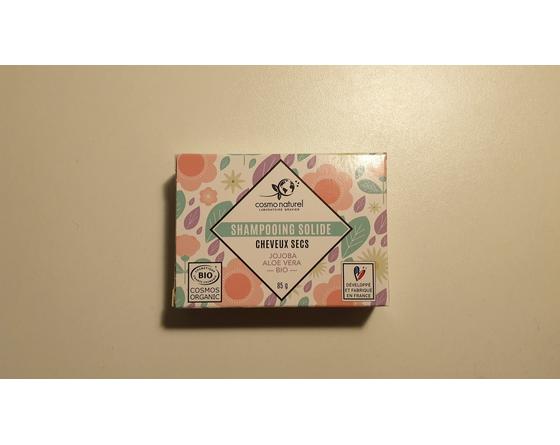 cosmo naturel
LABORATOIRE GRAVIER
SHAMPOOING SOLIDE
CHEVEUX SECS
JOJOBA
ALOE VERA
BIO
85 g
BIO
COSMOS
ORGANIC
DÉVELOPPÉ
ET FABRIQUÉ
EN FRANCE